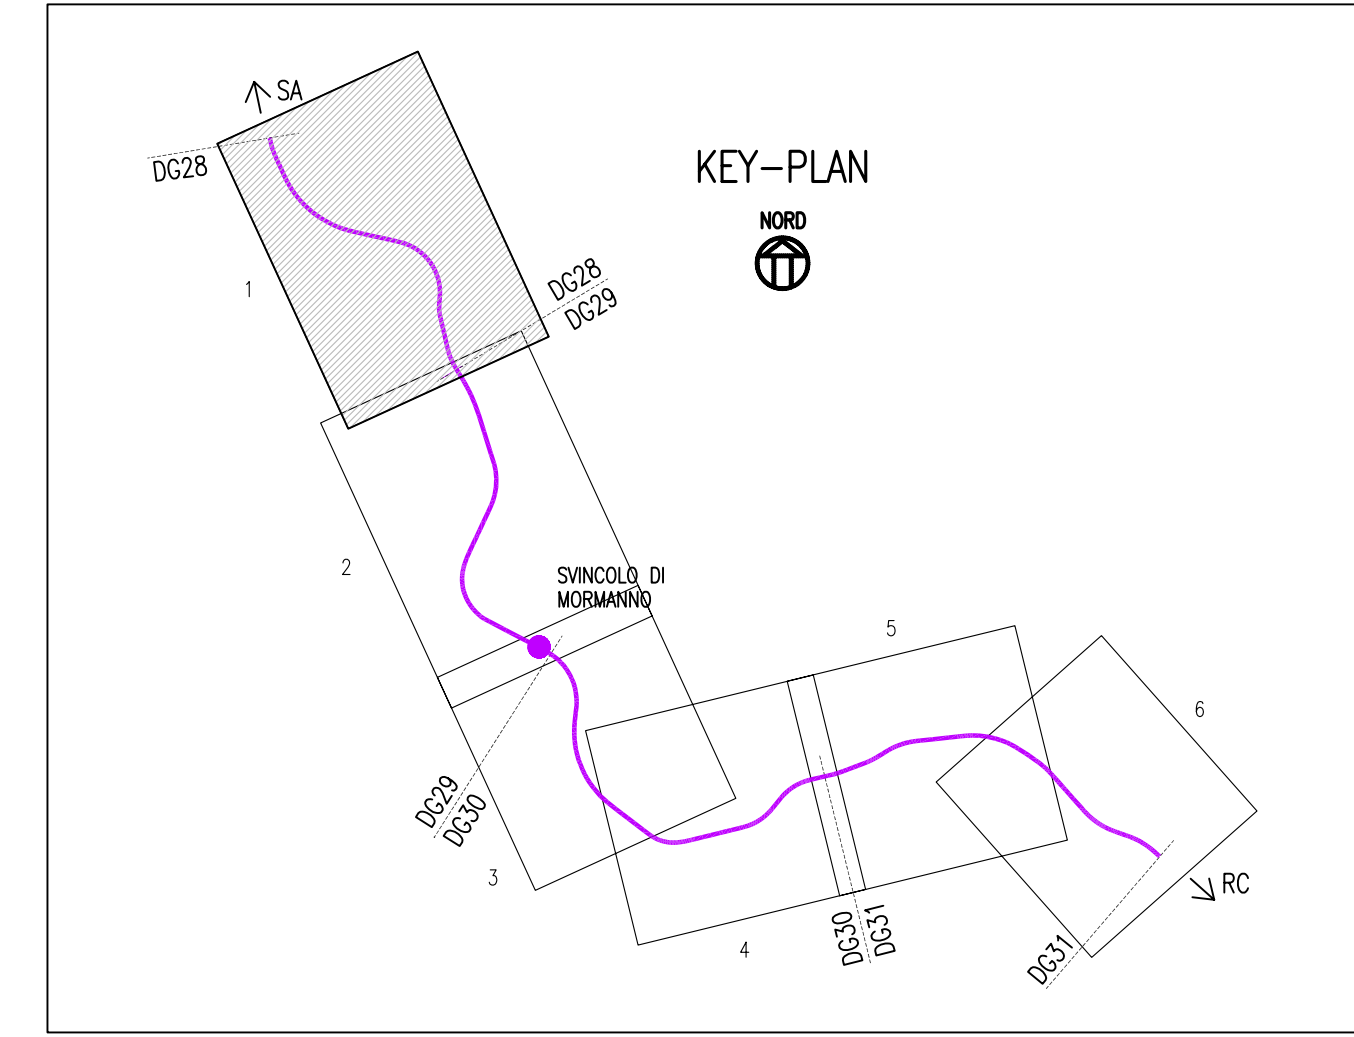 SA
DG28
KEY-PLAN
NORD
1
DG28
DG29
2
SVINCOLO DI
MORMANNO
5
6
DG29
DG30
3
4
DG30
DG31
RC
DG31